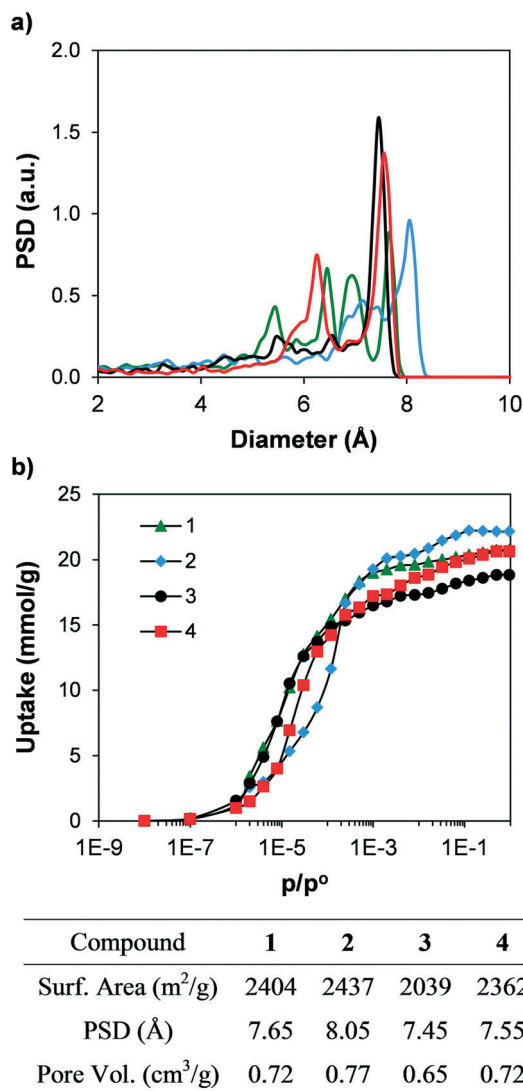 a)
2.0
1.5
1.0
0.5
0.0
PSD (a.u.)
2 4 6 8 10
Diameter (Å)
b)
25
20
15
10
5
0
Uptake (mmol/g)
1
2
3
4
1E-9 1E-7 1E-5 1E-3 1E-1
p/pº
Compound 1 2 3 4
Surf. Area (m²/g) 2404 2437 2039 2362
PSD (Å) 7.65 8.05 7.45 7.55
Pore Vol. (cm³/g) 0.72 0.77 0.65 0.72